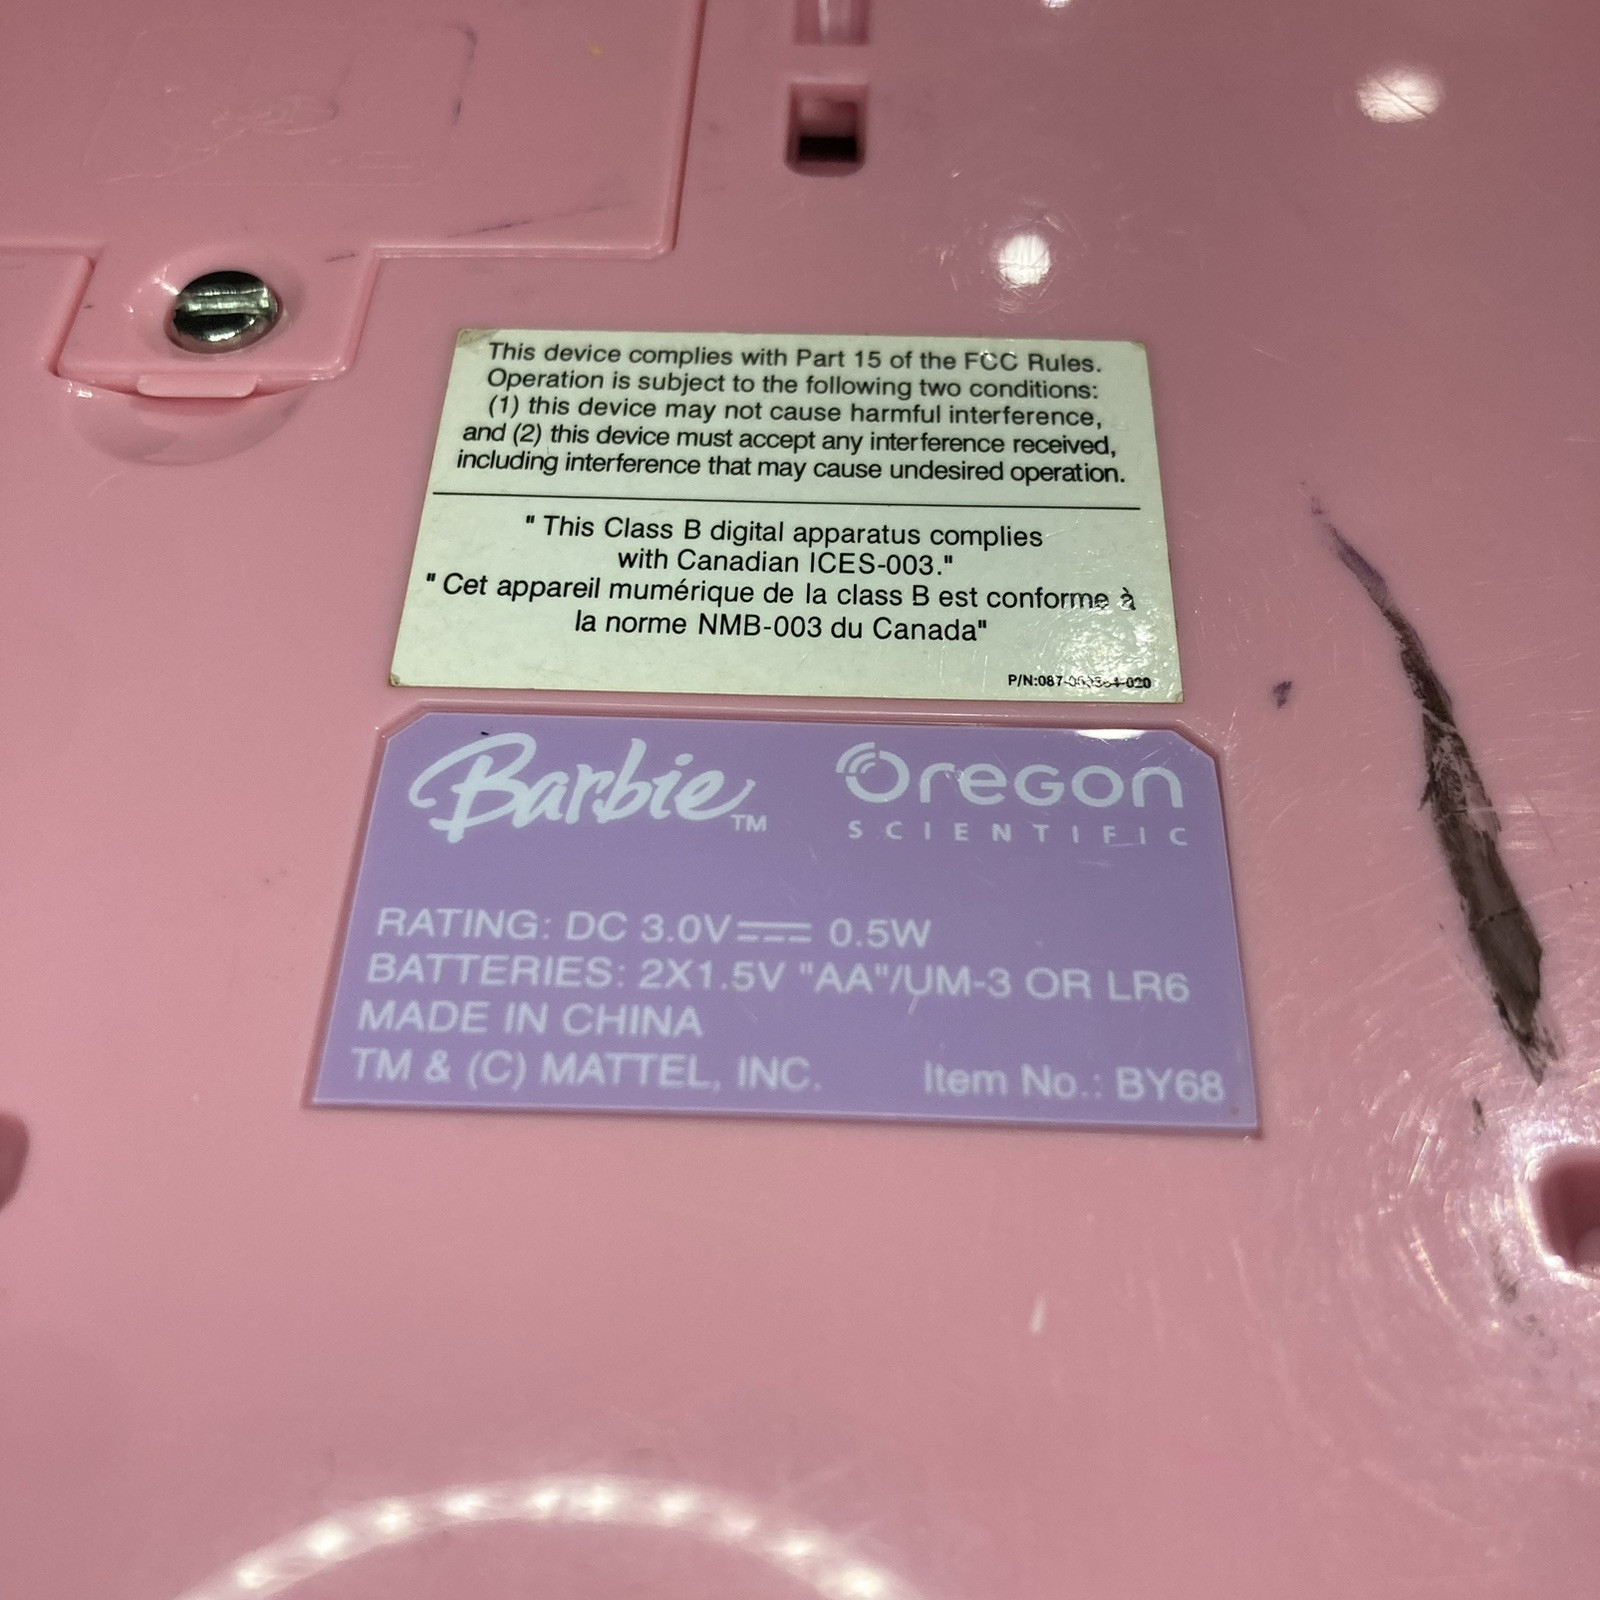 This device complies with Part 15 of the FCC Rules.
Operation is subject to the following two conditions:
(1) this device may not cause harmful interference,
and (2) this device must accept any interference received,
including interference that may cause undesired operation.
" This Class B digital apparatus complies
with Canadian ICES-003."
" Cet appareil mumérique de la class B est conforme à
la norme NMB-003 du Canada"
Barbie TM
Oregon
SCIENTIFIC
RATING: DC 3.0V⎓ 0.5W
BATTERIES: 2X1.5V "AA"/UM-3 OR LR6
MADE IN CHINA
TM & (C) MATTEL, INC. Item No.: BY68